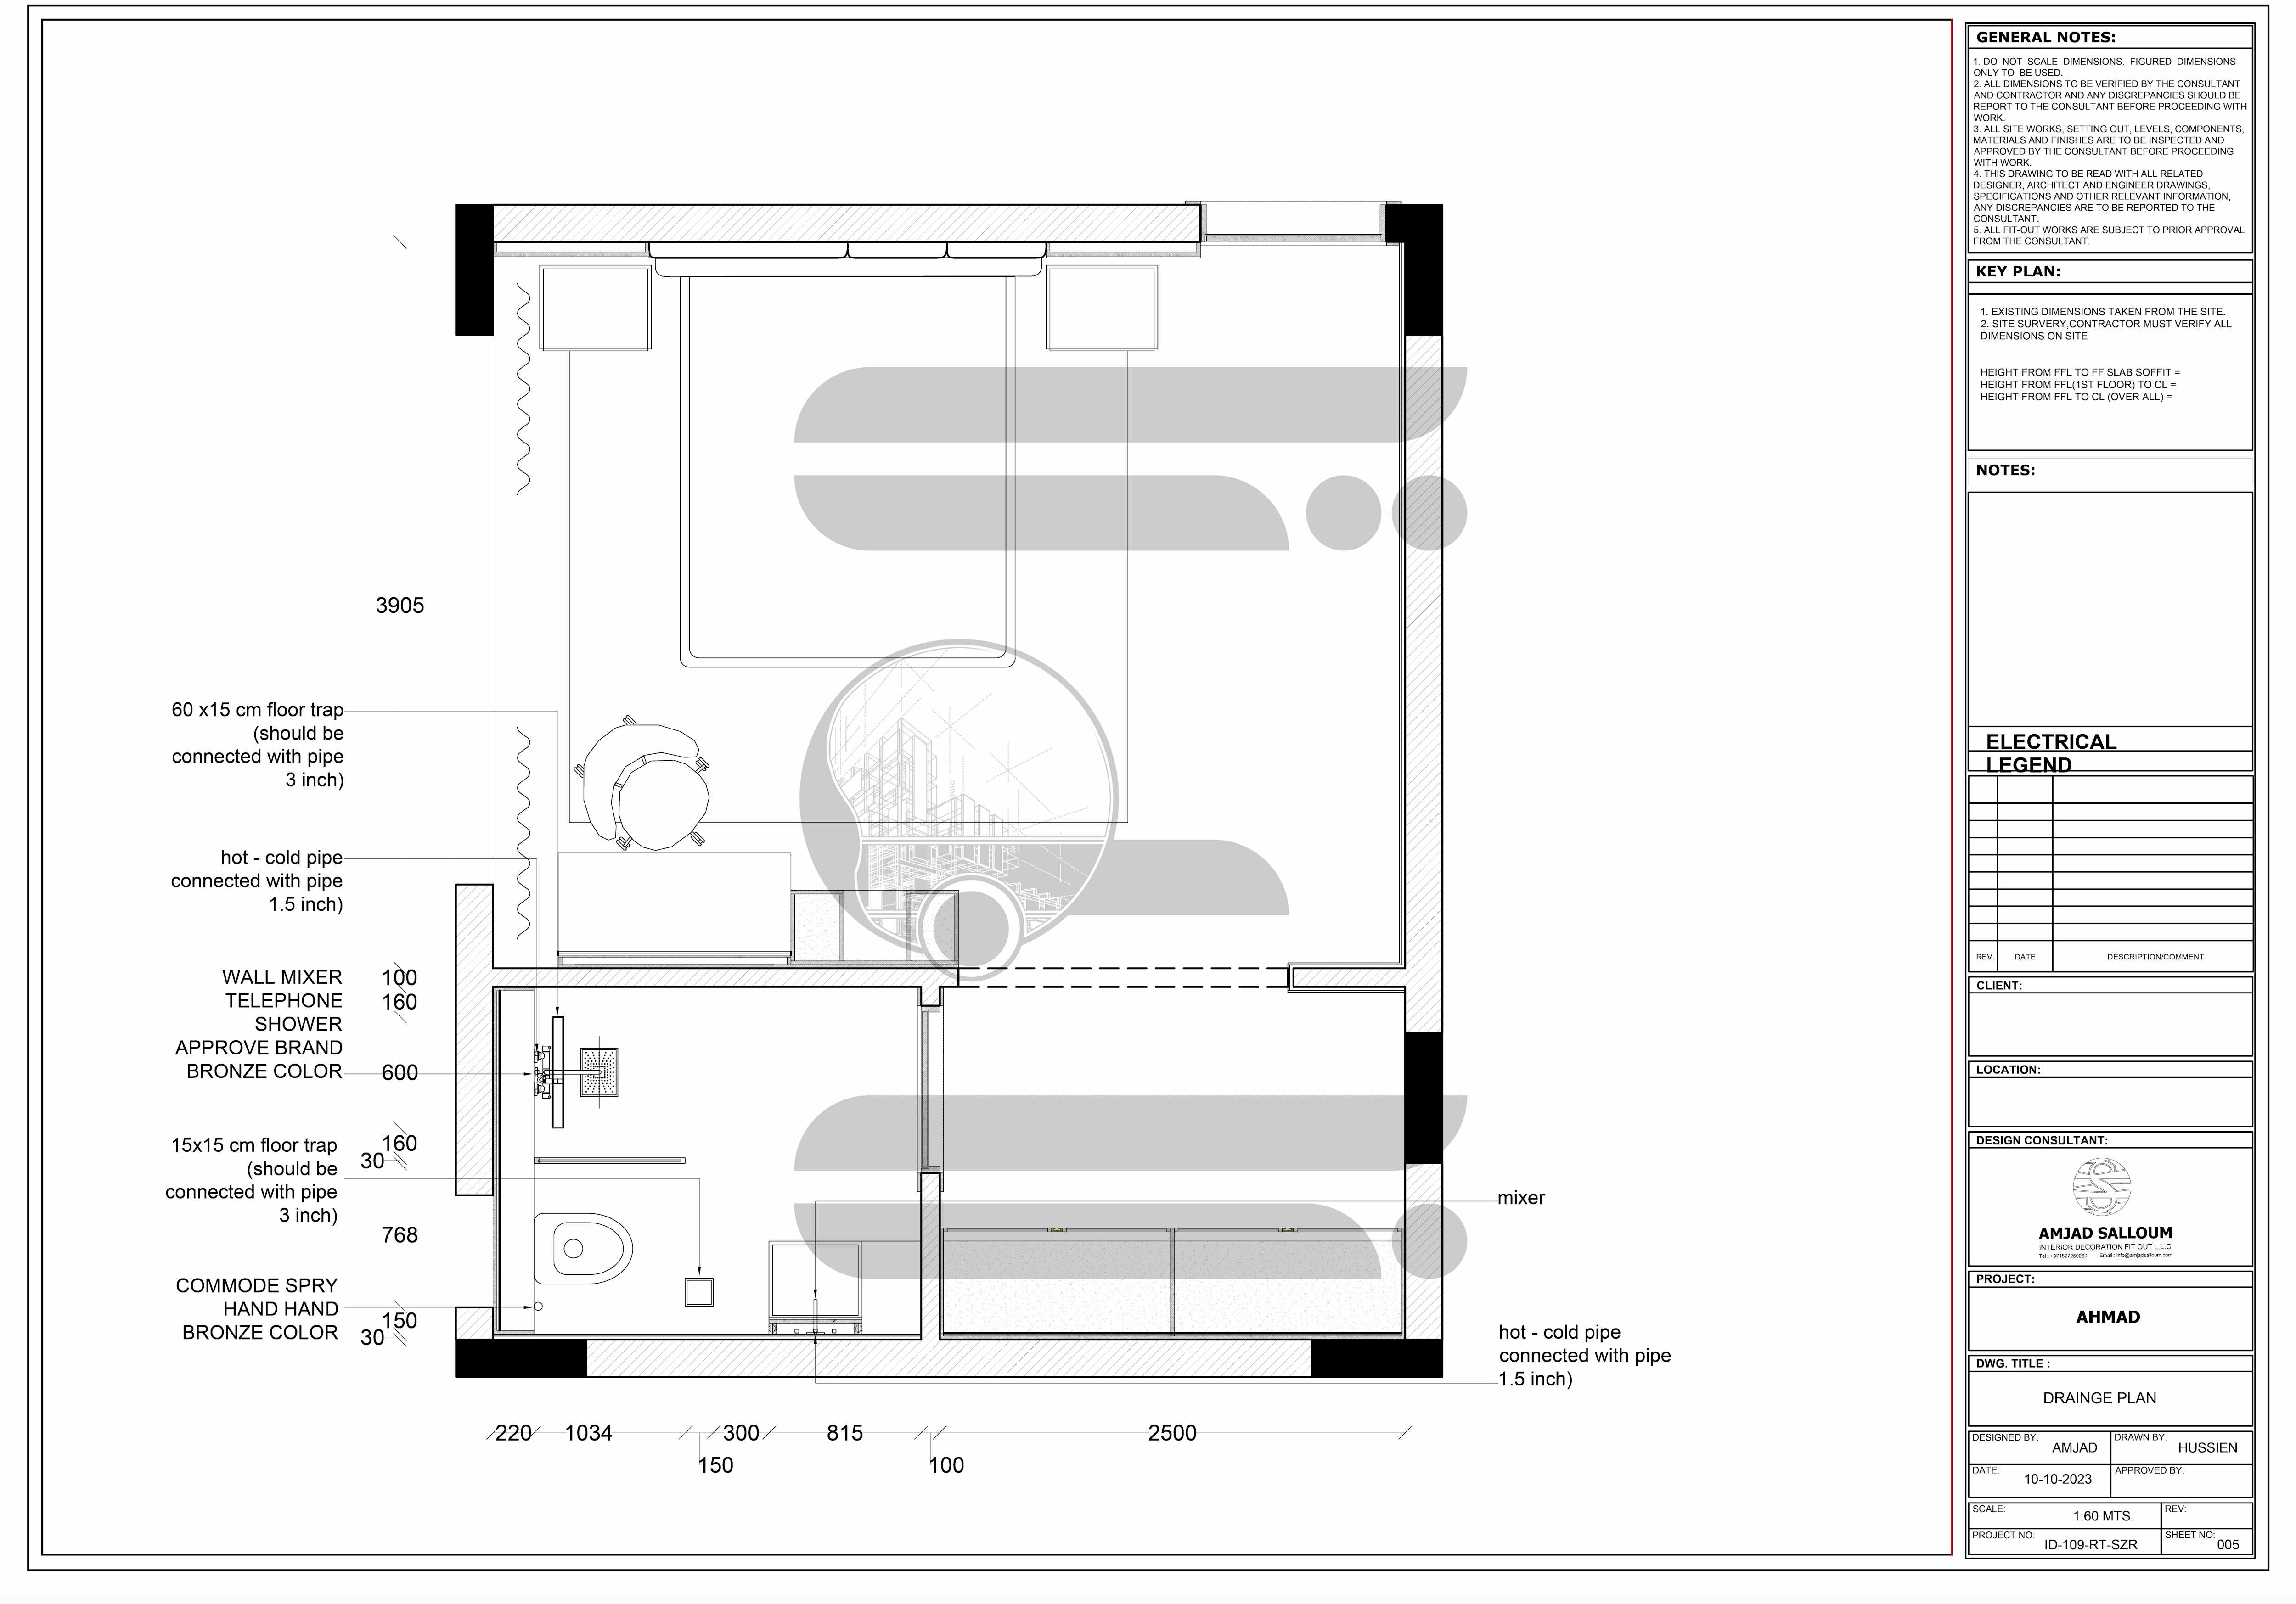 3905
60 x15 cm floor trap
(should be
connected with pipe
3 inch)
hot - cold pipe
connected with pipe
1.5 inch)
WALL MIXER
TELEPHONE
SHOWER
APPROVE BRAND
BRONZE COLOR
100
160
600
160
30
15x15 cm floor trap
(should be
connected with pipe
3 inch)
768
COMMODE SPRY
HAND HAND
BRONZE COLOR
150
30
mixer
hot - cold pipe
connected with pipe
1.5 inch)
220
1034
300
815
2500
150
100
GENERAL NOTES:
1. DO NOT SCALE DIMENSIONS. FIGURED DIMENSIONS
ONLY TO BE USED.
2. ALL DIMENSIONS TO BE VERIFIED BY THE CONSULTANT
AND CONTRACTOR AND ANY DISCREPANCIES SHOULD BE
REPORT TO THE CONSULTANT BEFORE PROCEEDING WITH
WORK.
3. ALL SITE WORKS, SETTING OUT, LEVELS, COMPONENTS,
MATERIALS AND FINISHES ARE TO BE INSPECTED AND
APPROVED BY THE CONSULTANT BEFORE PROCEEDING
WITH WORK.
4. THIS DRAWING TO BE READ WITH ALL RELATED
DESIGNER, ARCHITECT AND ENGINEER DRAWINGS,
SPECIFICATIONS AND OTHER RELEVANT INFORMATION,
ANY DISCREPANCIES ARE TO BE REPORTED TO THE
CONSULTANT.
5. ALL FIT-OUT WORKS ARE SUBJECT TO PRIOR APPROVAL
FROM THE CONSULTANT.
KEY PLAN:
1. EXISTING DIMENSIONS TAKEN FROM THE SITE.
2. SITE SURVERY,CONTRACTOR MUST VERIFY ALL
DIMENSIONS ON SITE
HEIGHT FROM FFL TO FF SLAB SOFFIT =
HEIGHT FROM FFL(1ST FLOOR) TO CL =
HEIGHT FROM FFL TO CL (OVER ALL) =
NOTES:
ELECTRICAL
LEGEND
REV. DATE DESCRIPTION/COMMENT
CLIENT:
LOCATION:
DESIGN CONSULTANT:
AMJAD SALLOUM
INTERIOR DECORATION FIT OUT L.L.C
Tel : +971527250060 Email : info@amjadsalloum.com
PROJECT:
AHMAD
DWG. TITLE :
DRAINGE PLAN
DESIGNED BY: AMJAD DRAWN BY: HUSSIEN
DATE: 10-10-2023 APPROVED BY:
SCALE: 1:60 MTS. REV:
PROJECT NO: ID-109-RT-SZR SHEET NO: 005